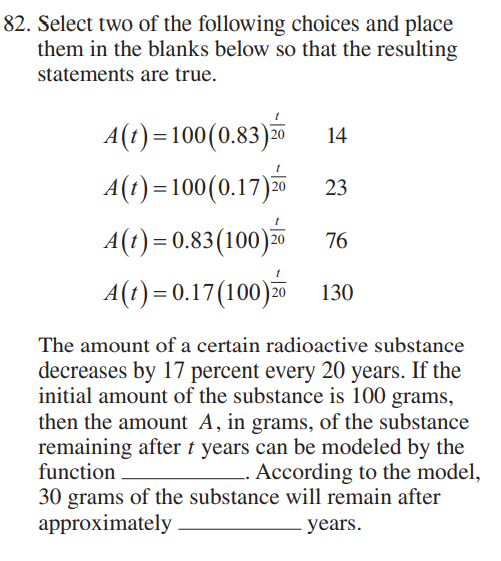 82. Select two of the following choices and place
them in the blanks below so that the resulting
statements are true.
A(t) = 100(0.83)^(t/20) 14
A(t) = 100(0.17)^(t/20) 23
A(t) = 0.83(100)^(t/20) 76
A(t) = 0.17(100)^(t/20) 130
The amount of a certain radioactive substance
decreases by 17 percent every 20 years. If the
initial amount of the substance is 100 grams,
then the amount A, in grams, of the substance
remaining after t years can be modeled by the
function ____________. According to the model,
30 grams of the substance will remain after
approximately ____________ years.